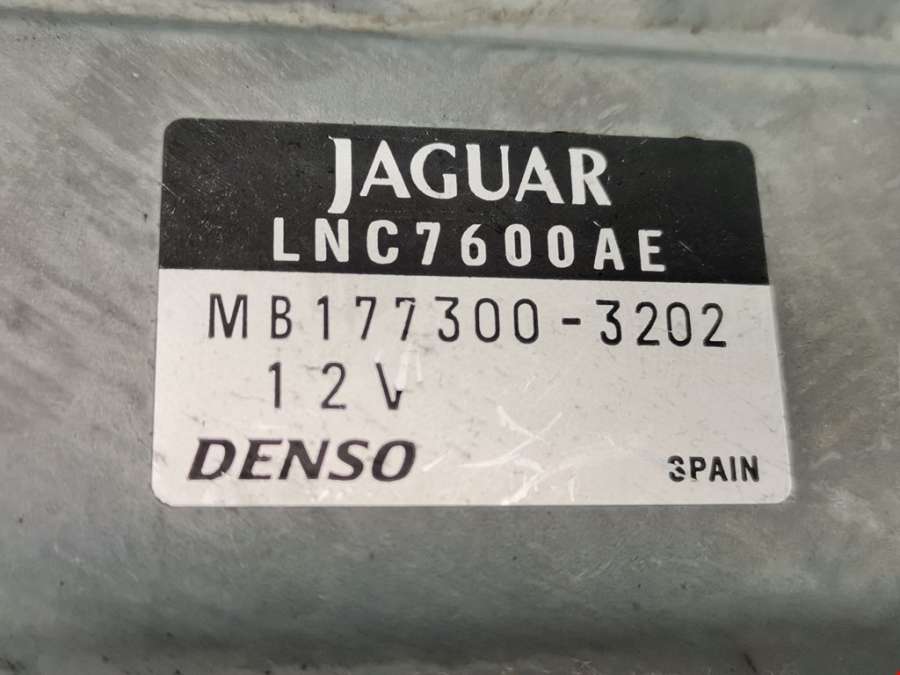 JAGUAR
LNC7600AE
MB177300-3202
12V
DENSO
SPAIN